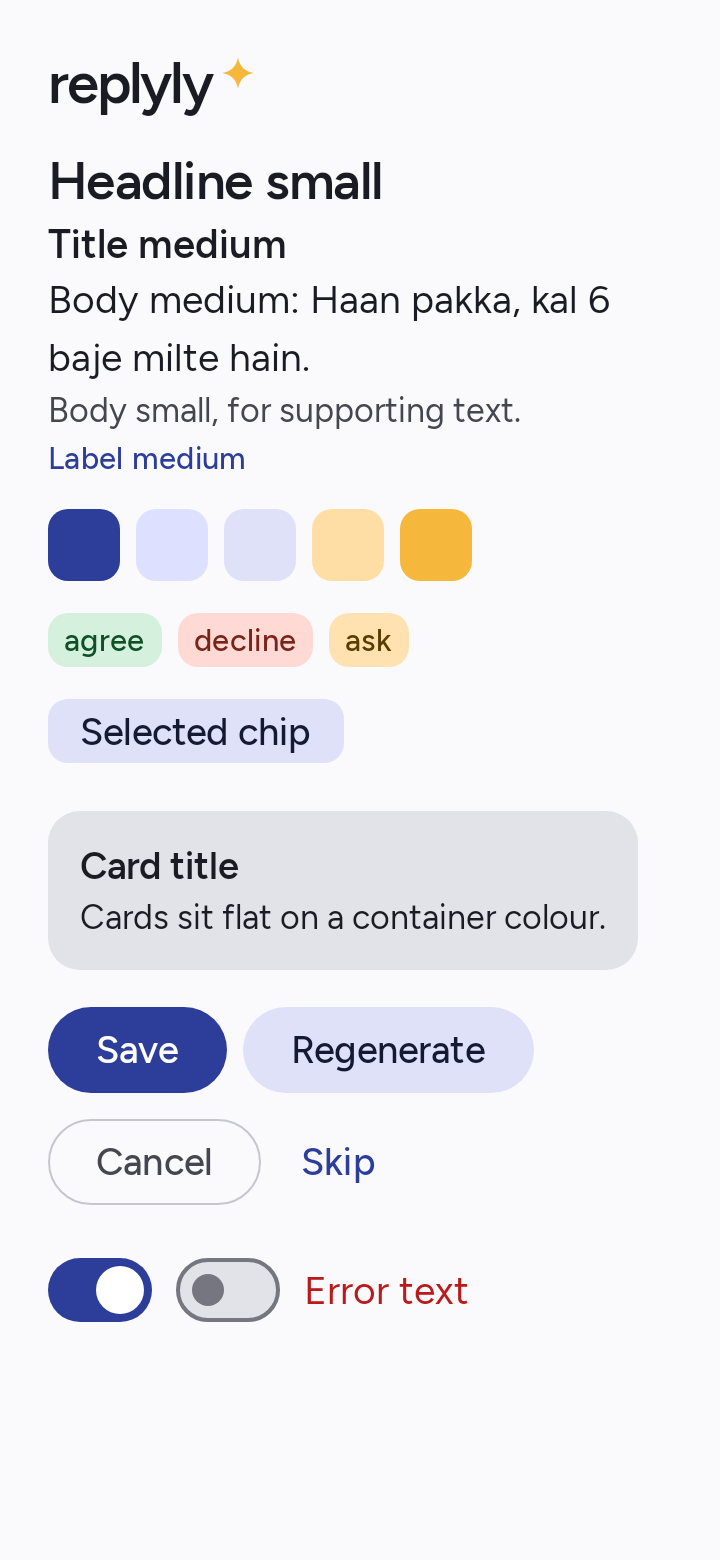 replyly
Headline small
Title medium
Body medium: Haan pakka, kal 6
baje milte hain.
Body small, for supporting text.
Label medium
agree decline ask
Selected chip
Card title
Cards sit flat on a container colour.
Save Regenerate
Cancel Skip
Error text